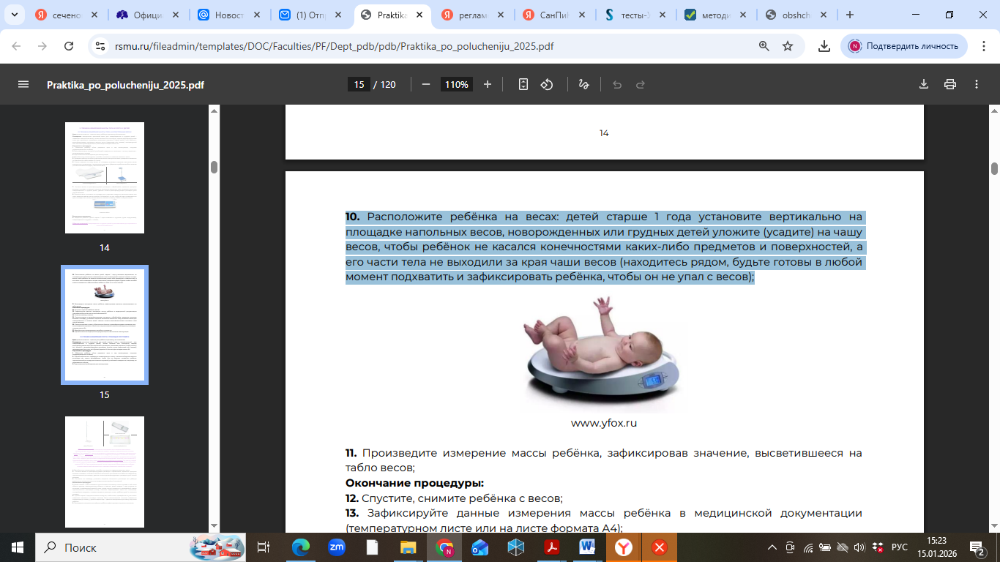 сечено
Офици
Новост
(1) Отпр
Praktika
реглам
СанПиН
тесты-У
методи
obshch
rsmu.ru/fileadmin/templates/DOC/Faculties/PF/Dept_pdb/pdb/Praktika_po_polucheniju_2025.pdf
Подтвердить личность
Praktika_po_polucheniju_2025.pdf
15 / 120
110%
14
15
14
10. Расположите ребёнка на весах: детей старше 1 года установите вертикально на
площадке напольных весов, новорожденных или грудных детей уложите (усадите) на чашу
весов, чтобы ребёнок не касался конечностями каких-либо предметов и поверхностей, а
его части тела не выходили за края чаши весов (находитесь рядом, будьте готовы в любой
момент подхватить и зафиксировать ребёнка, чтобы он не упал с весов);
www.yfox.ru
11. Произведите измерение массы ребёнка, зафиксировав значение, высветившееся на
табло весов;
Окончание процедуры:
12. Спустите, снимите ребёнка с весов;
13. Зафиксируйте данные измерения массы ребёнка в медицинской документации
(температурном листе или на листе формата А4);
Поиск
zm
РУС
15:23
15.01.2026
2